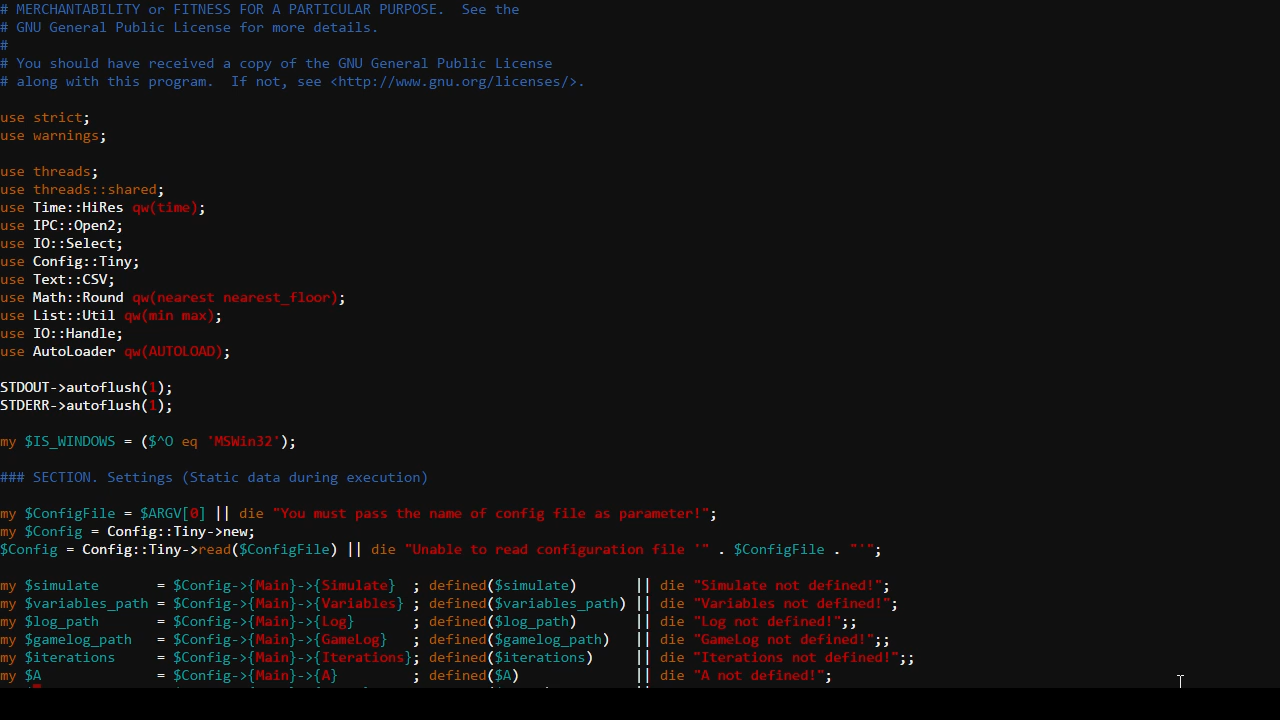 # MERCHANTABILITY or FITNESS FOR A PARTICULAR PURPOSE.  See the
# GNU General Public License for more details.
#
# You should have received a copy of the GNU General Public License
# along with this program.  If not, see <http://www.gnu.org/licenses/>.
use strict;
use warnings;
use threads;
use threads::shared;
use Time::HiRes qw(time);
use IPC::Open2;
use IO::Select;
use Config::Tiny;
use Text::CSV;
use Math::Round qw(nearest nearest_floor);
use List::Util qw(min max);
use IO::Handle;
use AutoLoader qw(AUTOLOAD);
STDOUT->autoflush(1);
STDERR->autoflush(1);
my $IS_WINDOWS = ($^O eq 'MSWin32');
### SECTION. Settings (Static data during execution)
my $ConfigFile = $ARGV[0] || die "You must pass the name of config file as parameter!";
my $Config = Config::Tiny->new;
$Config = Config::Tiny->read($ConfigFile) || die "Unable to read configuration file '" . $ConfigFile . "'";
my $simulate       = $Config->{Main}->{Simulate}  ; defined($simulate)       || die "Simulate not defined!";
my $variables_path = $Config->{Main}->{Variables} ; defined($variables_path) || die "Variables not defined!";
my $log_path       = $Config->{Main}->{Log}       ; defined($log_path)       || die "Log not defined!";;
my $gamelog_path   = $Config->{Main}->{GameLog}   ; defined($gamelog_path)   || die "GameLog not defined!";;
my $iterations     = $Config->{Main}->{Iterations}; defined($iterations)     || die "Iterations not defined!";;
my $A              = $Config->{Main}->{A}         ; defined($A)              || die "A not defined!";